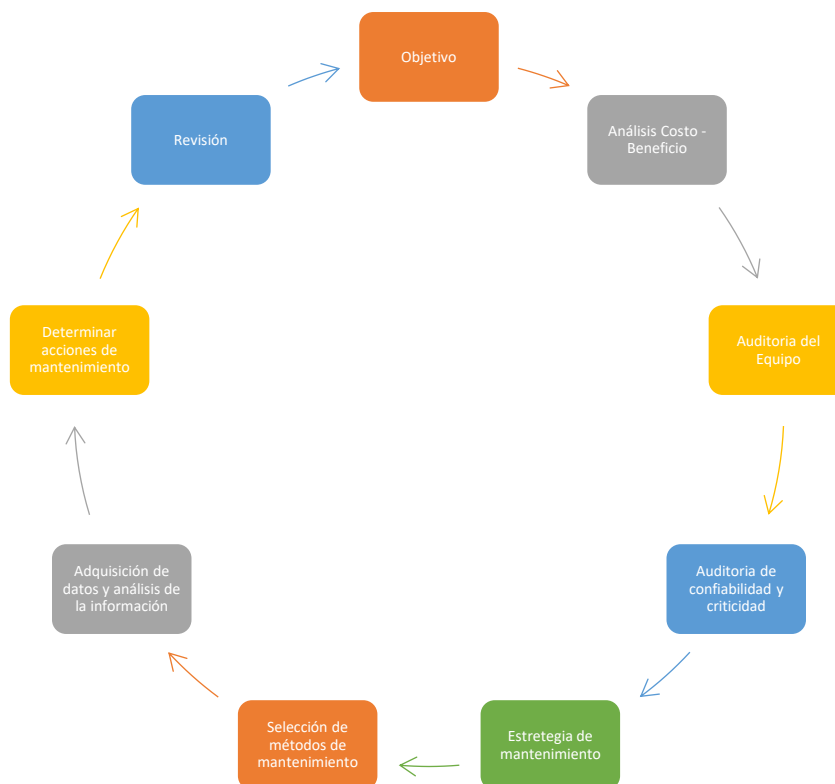 Objetivo
Análisis Costo -
Beneficio
Auditoria del
Equipo
Auditoria de
confiabilidad y
criticidad
Estretegia de
mantenimiento
Selección de
métodos de
mantenimiento
Adquisición de
datos y análisis de
la información
Determinar
acciones de
mantenimiento
Revisión